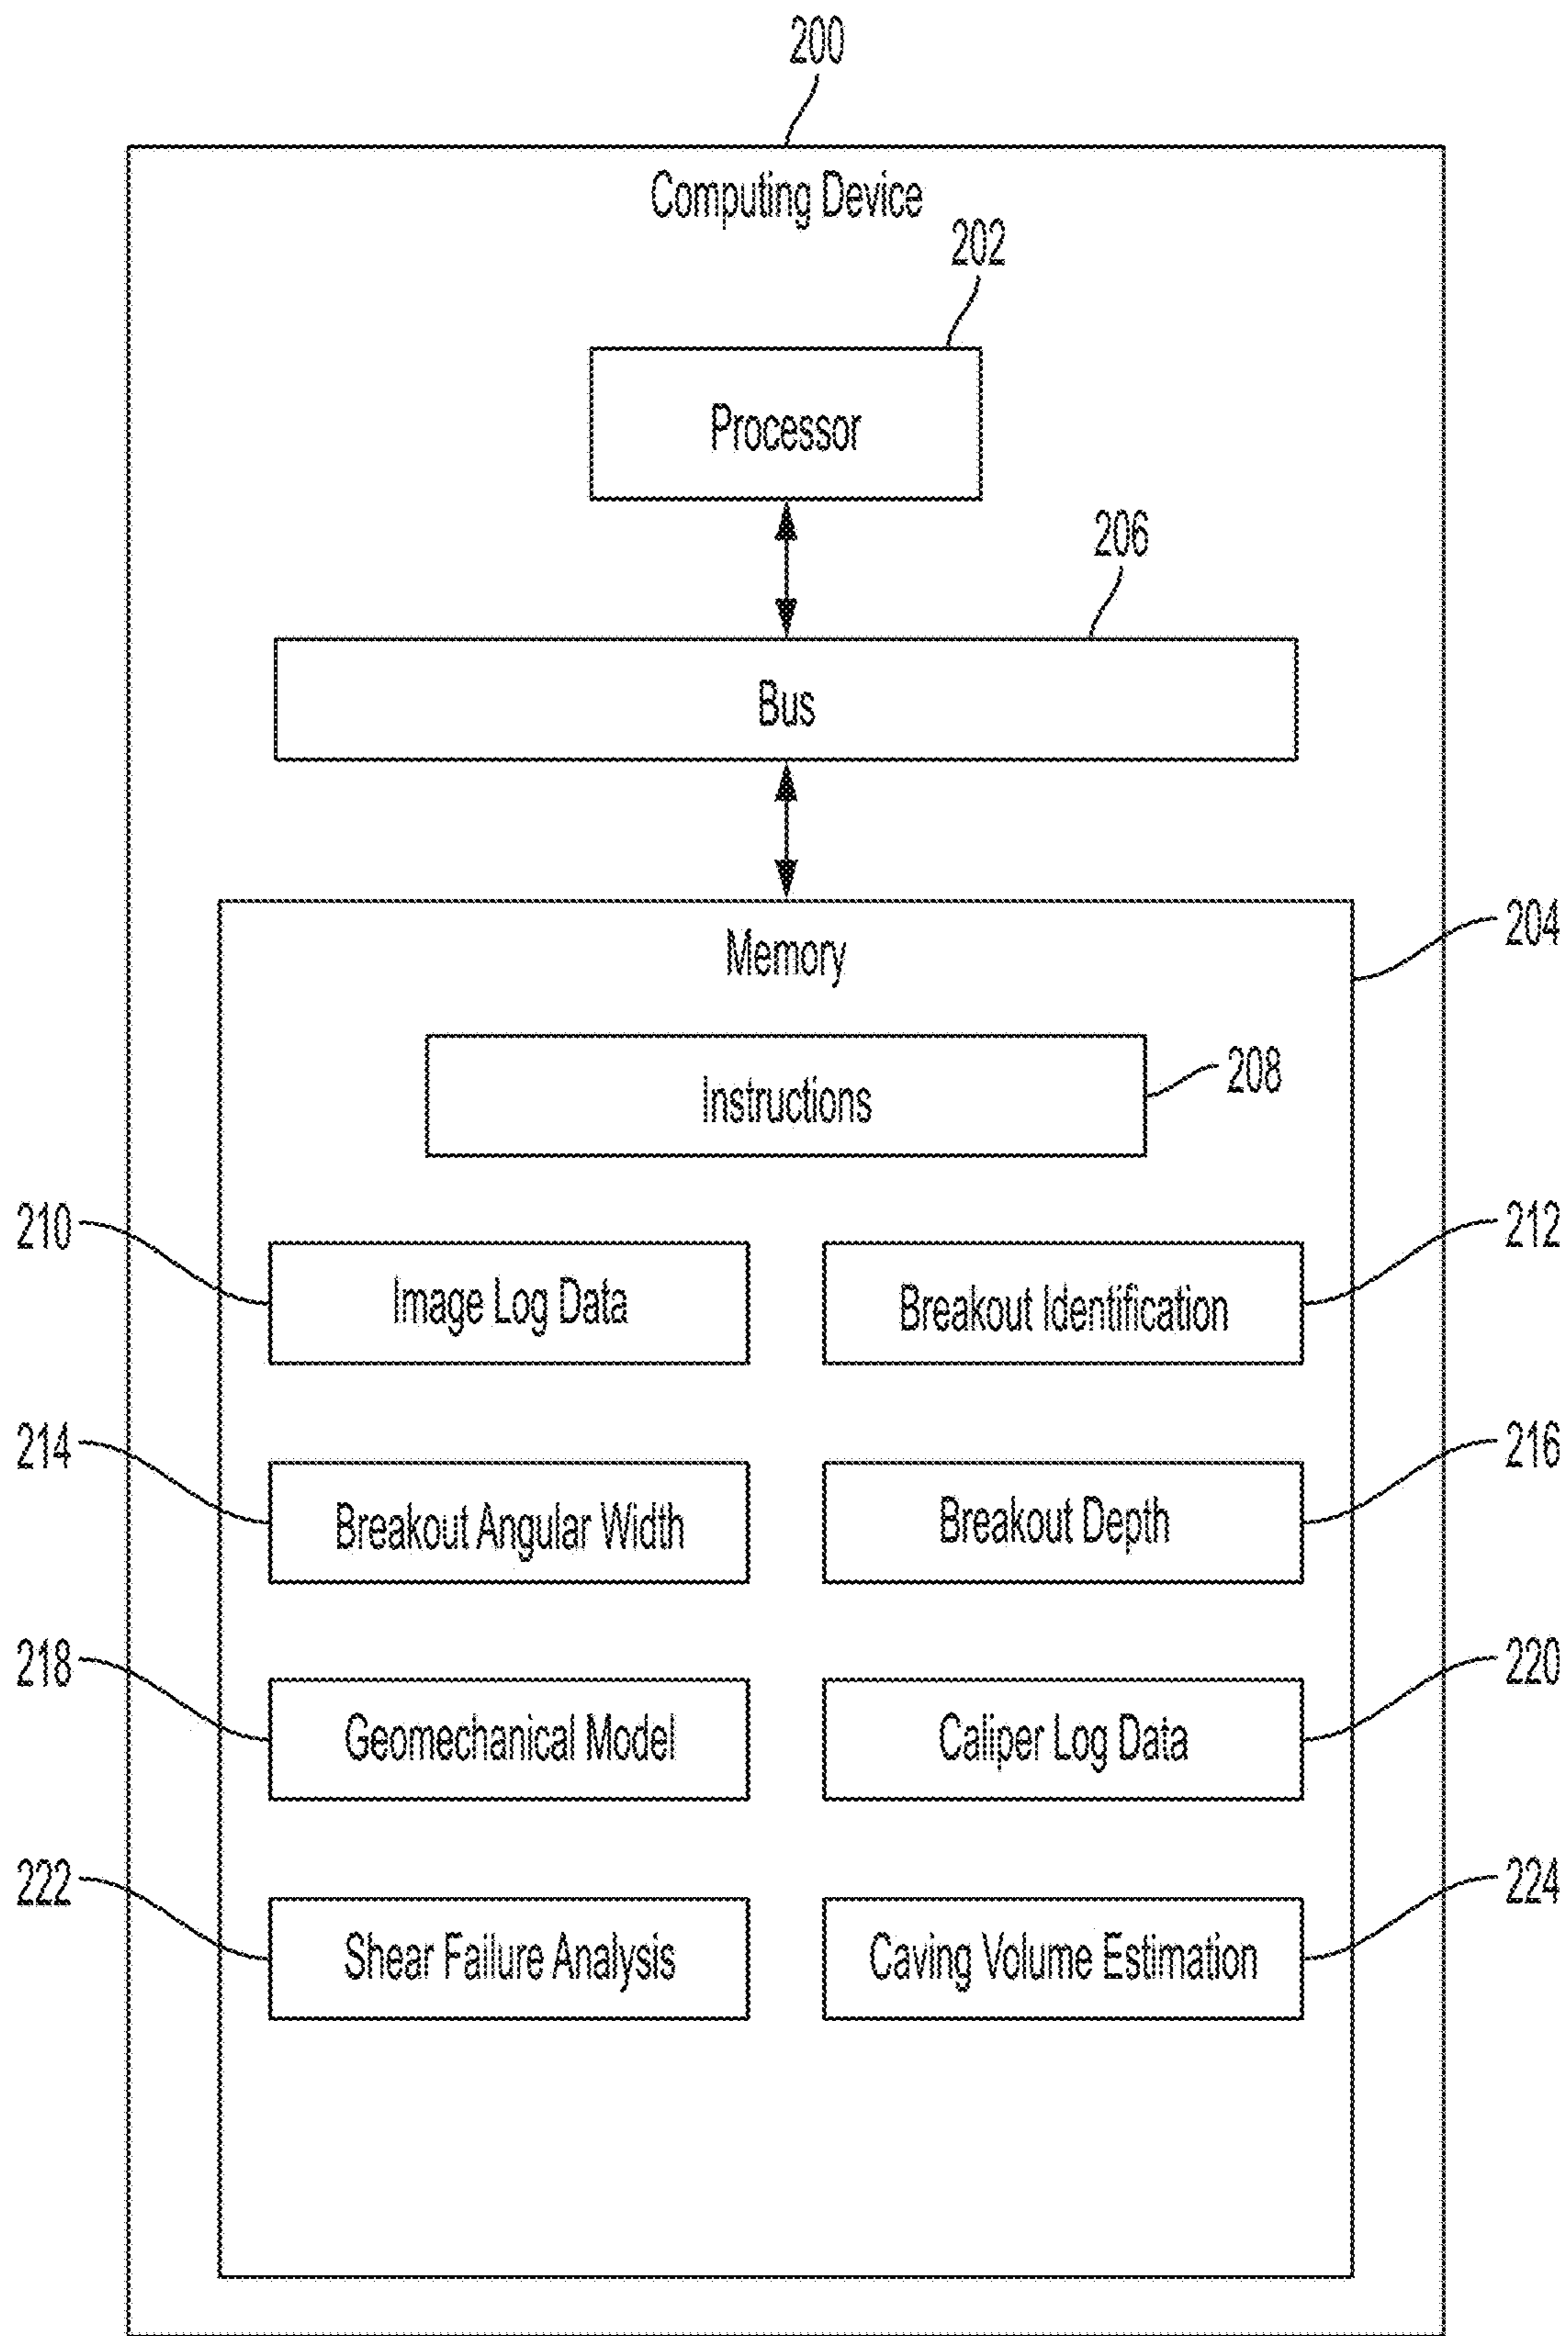 200
Computing Device
202
Processor
206
Bus
204
Memory
Instructions
208
210
Image Log Data
Breakout Identification
212
214
Breakout Angular Width
Breakout Depth
216
218
Geomechanical Model
Caliper Log Data
220
222
Shear Failure Analysis
Caving Volume Estimation
224